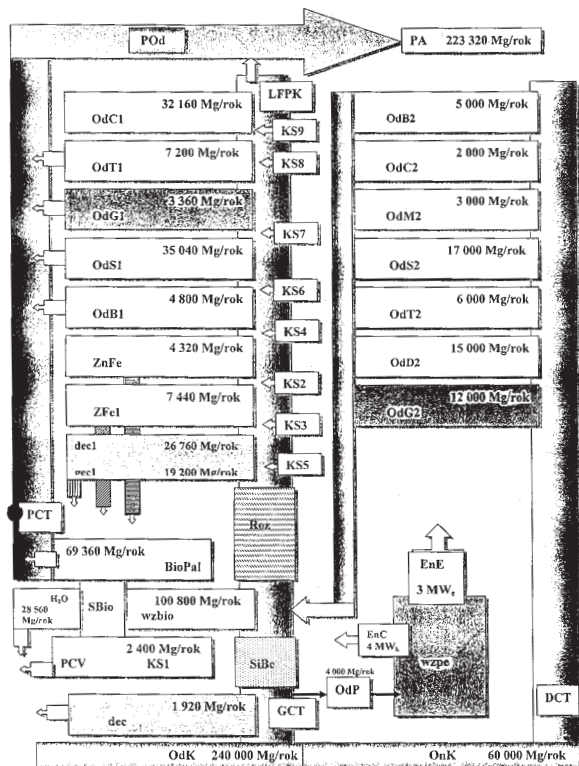 POd
PA 223 320 Mg/rok
LFPK
32 160 Mg/rok
OdC1
KS9
7 200 Mg/rok
OdT1
KS8
3 360 Mg/rok
OdG1
KS7
35 040 Mg/rok
OdS1
KS6
4 800 Mg/rok
OdB1
KS4
4 320 Mg/rok
ZnFe
KS2
7 440 Mg/rok
ZFe1
KS3
dec1 26 760 Mg/rok
gec1 19 200 Mg/rok
KS5
5 000 Mg/rok
OdB2
2 000 Mg/rok
OdC2
3 000 Mg/rok
OdM2
17 000 Mg/rok
OdS2
6 000 Mg/rok
OdT2
15 000 Mg/rok
OdD2
12 000 Mg/rok
OdG2
PCT
Roz
69 360 Mg/rok
BioPal
EnE
3 MWe
H2O
28 560
Mg/rok
SBio
100 800 Mg/rok
wzbio
EnC
4 MWh
wzpe
2 400 Mg/rok
PCV KS1
SiBe
4 000 Mg/rok
OdP
1 920 Mg/rok
dec
GCT
DCT
OdK 240 000 Mg/rok
OnK 60 000 Mg/rok